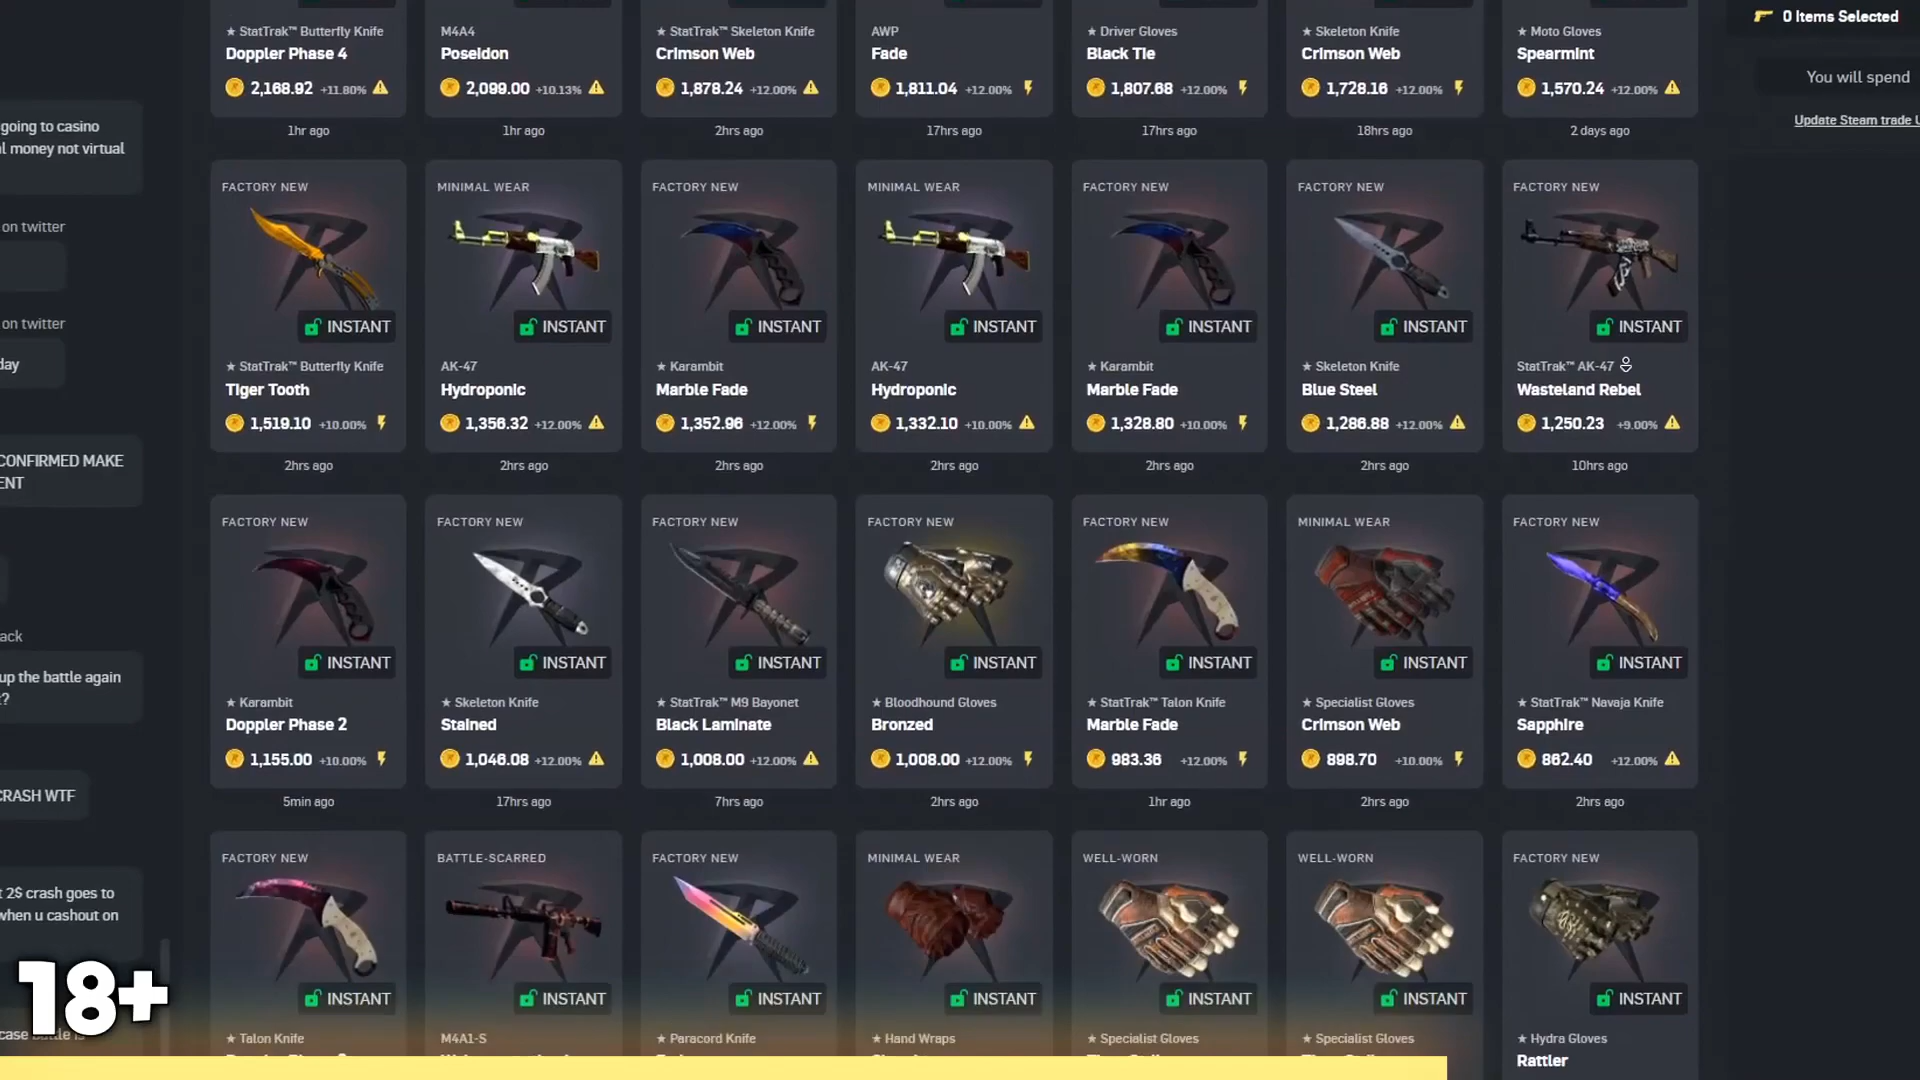 0 Items Selected
You will spend
Update Steam trade U
going to casino
l money not virtual
on twitter
on twitter
day
CONFIRMED MAKE
ENT
ack
up the battle again
t?
CRASH WTF
t 2$ crash goes to
when u cashout on
18+
★ StatTrak™ Butterfly Knife
Doppler Phase 4
2,168.92 +11.80%
1hr ago
M4A4
Poseidon
2,099.00 +10.13%
1hr ago
★ StatTrak™ Skeleton Knife
Crimson Web
1,878.24 +12.00%
2hrs ago
AWP
Fade
1,811.04 +12.00%
17hrs ago
★ Driver Gloves
Black Tie
1,807.68 +12.00%
17hrs ago
★ Skeleton Knife
Crimson Web
1,728.16 +12.00%
18hrs ago
★ Moto Gloves
Spearmint
1,570.24 +12.00%
2 days ago
FACTORY NEW
INSTANT
★ StatTrak™ Butterfly Knife
Tiger Tooth
1,519.10 +10.00%
2hrs ago
MINIMAL WEAR
INSTANT
AK-47
Hydroponic
1,356.32 +12.00%
2hrs ago
FACTORY NEW
INSTANT
★ Karambit
Marble Fade
1,352.96 +12.00%
2hrs ago
MINIMAL WEAR
INSTANT
AK-47
Hydroponic
1,332.10 +10.00%
2hrs ago
FACTORY NEW
INSTANT
★ Karambit
Marble Fade
1,328.80 +10.00%
2hrs ago
FACTORY NEW
INSTANT
★ Skeleton Knife
Blue Steel
1,286.88 +12.00%
2hrs ago
FACTORY NEW
INSTANT
StatTrak™ AK-47
Wasteland Rebel
1,250.23 +9.00%
10hrs ago
FACTORY NEW
INSTANT
★ Karambit
Doppler Phase 2
1,155.00 +10.00%
5min ago
FACTORY NEW
INSTANT
★ Skeleton Knife
Stained
1,046.08 +12.00%
17hrs ago
FACTORY NEW
INSTANT
★ StatTrak™ M9 Bayonet
Black Laminate
1,008.00 +12.00%
7hrs ago
FACTORY NEW
INSTANT
★ Bloodhound Gloves
Bronzed
1,008.00 +12.00%
2hrs ago
FACTORY NEW
INSTANT
★ StatTrak™ Talon Knife
Marble Fade
983.36 +12.00%
1hr ago
MINIMAL WEAR
INSTANT
★ Specialist Gloves
Crimson Web
898.70 +10.00%
2hrs ago
FACTORY NEW
INSTANT
★ StatTrak™ Navaja Knife
Sapphire
862.40 +12.00%
2hrs ago
FACTORY NEW
INSTANT
★ Talon Knife
BATTLE-SCARRED
INSTANT
M4A1-S
FACTORY NEW
INSTANT
★ Paracord Knife
MINIMAL WEAR
INSTANT
★ Hand Wraps
WELL-WORN
INSTANT
★ Specialist Gloves
WELL-WORN
INSTANT
★ Specialist Gloves
FACTORY NEW
INSTANT
★ Hydra Gloves
Rattler